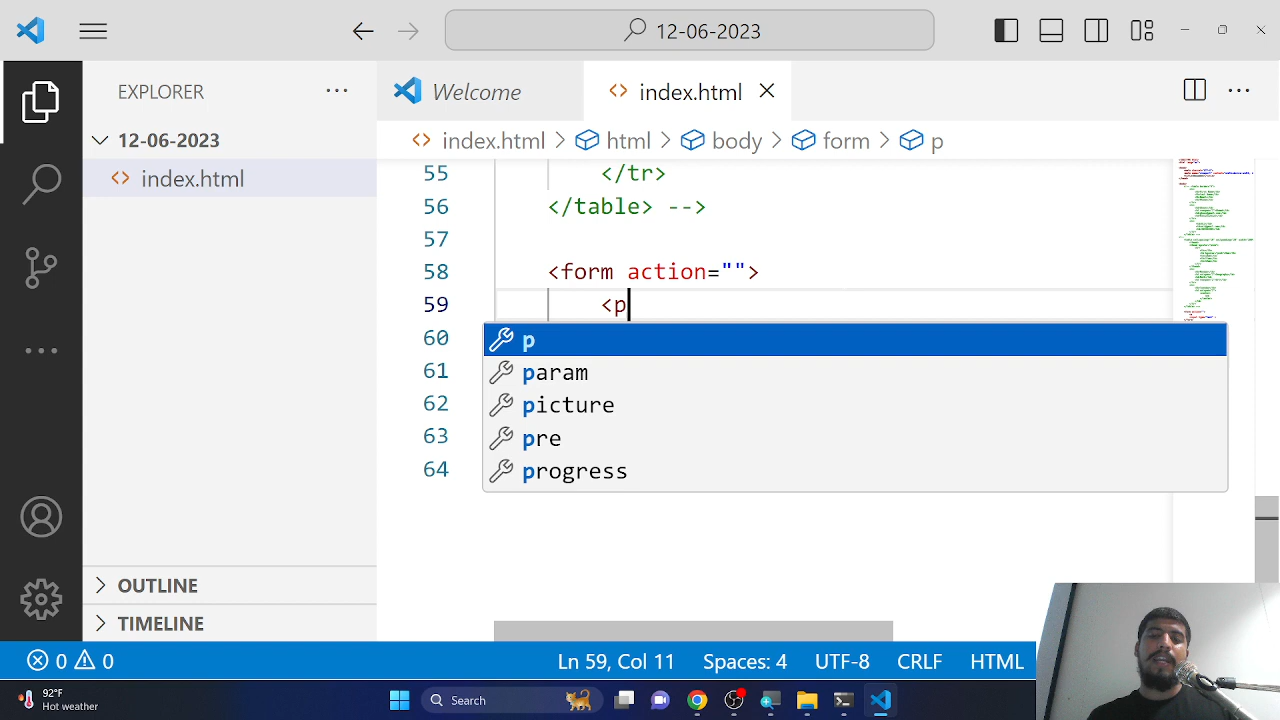 12-06-2023
EXPLORER
Welcome
index.html
12-06-2023
index.html > html > body > form > p
index.html
55 </tr>
56 </table> -->
57
58 <form action="">
59 <p
60
61
62
63
64
p
param
picture
pre
progress
OUTLINE
TIMELINE
0 0
Ln 59, Col 11
Spaces: 4
UTF-8
CRLF
HTML
92°F
Hot weather
Search